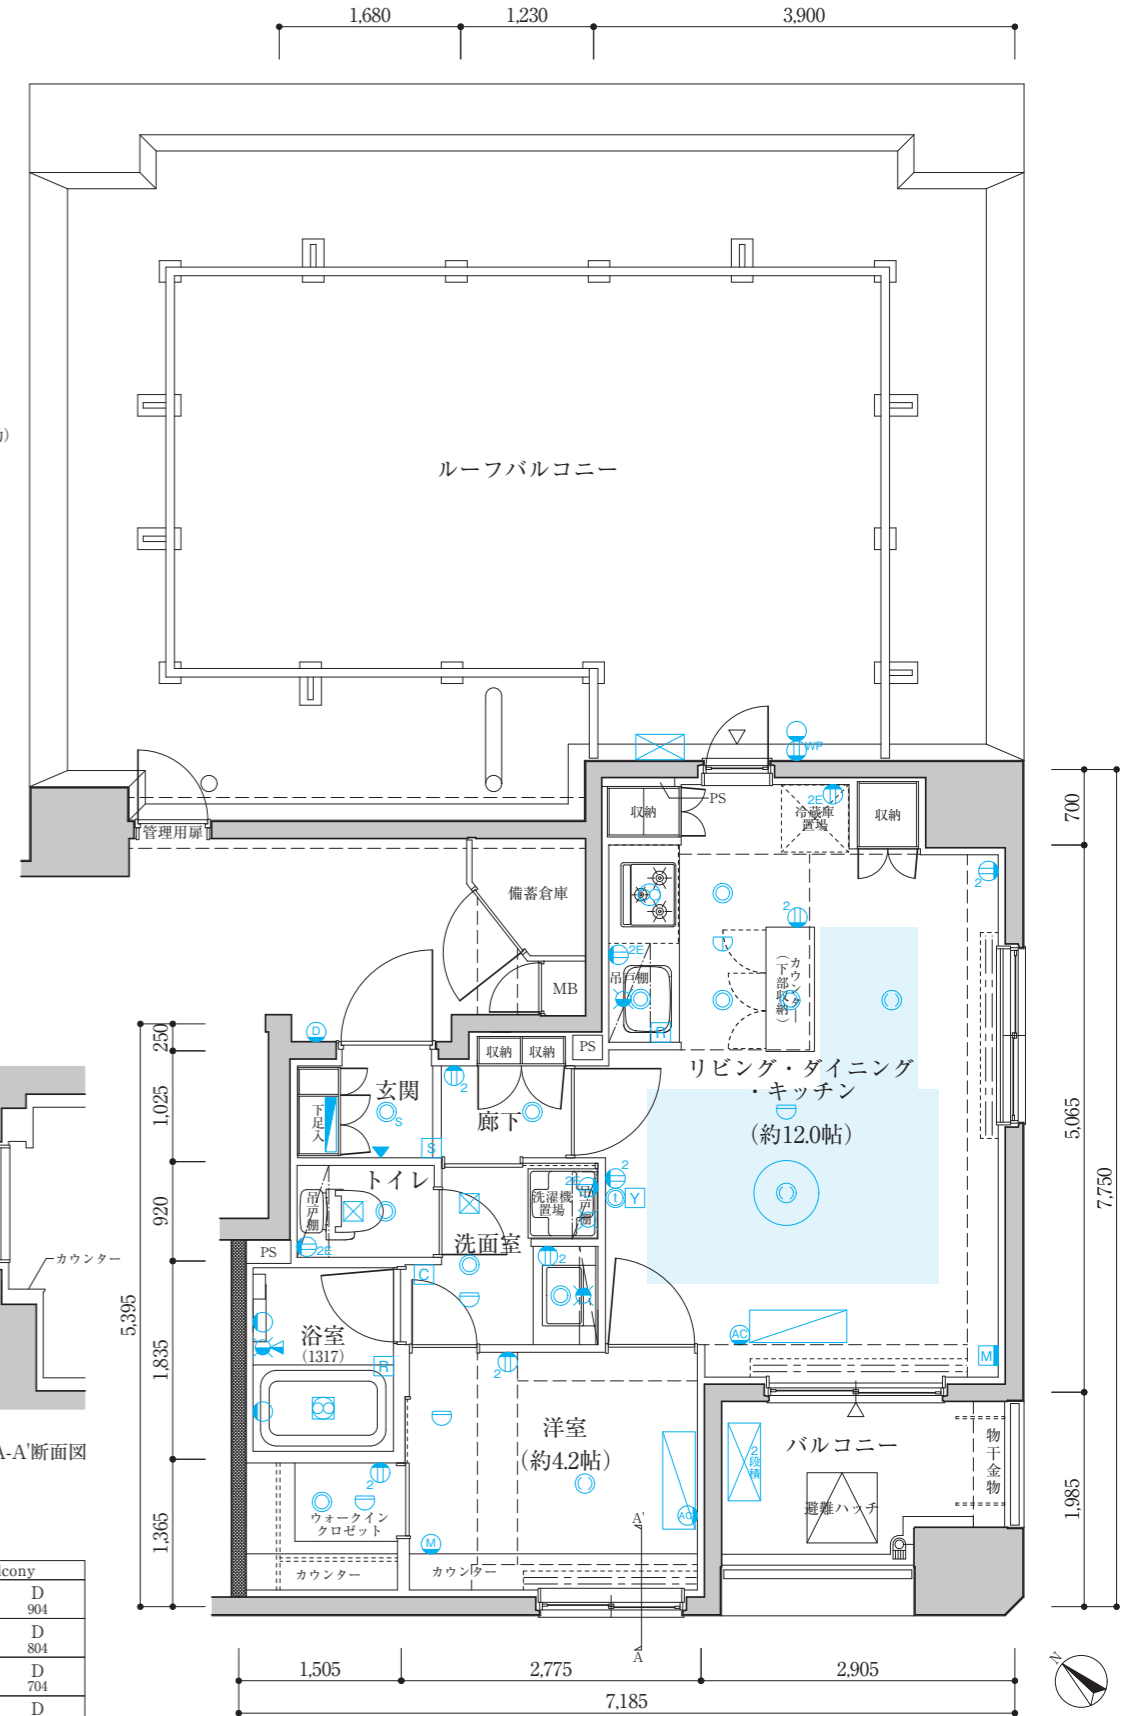 1,680
1,230
3,900
ルーフバルコニー
WP
管理用扉
収納
PS
2E
冷蔵庫
置場
収納
700
備蓄倉庫
2
2
2E
吊戸棚
カウンター
(下部収納)
MB
R
D
250
収納
収納
PS
リビング・ダイニング
・キッチン
(約12.0帖)
玄関
2
S
下足入
廊下
S
1,025
5,065
7,750
トイレ
吊戸棚
2E
洗濯機
置場
2E
吊戸棚
2
t
Y
920
洗面室
2
PS
C
カウンター
5,395
浴室
(1317)
R
2
AC
M
1,835
A-A'断面図
洋室
(約4.2帖)
バルコニー
2段積
物干金物
避難ハッチ
2
ウォークイン
クロゼット
AC
A'
M
1,985
1,365
カウンター
カウンター
A
lcony
D
904
D
804
D
704
D
1,505
2,775
2,905
7,185
N